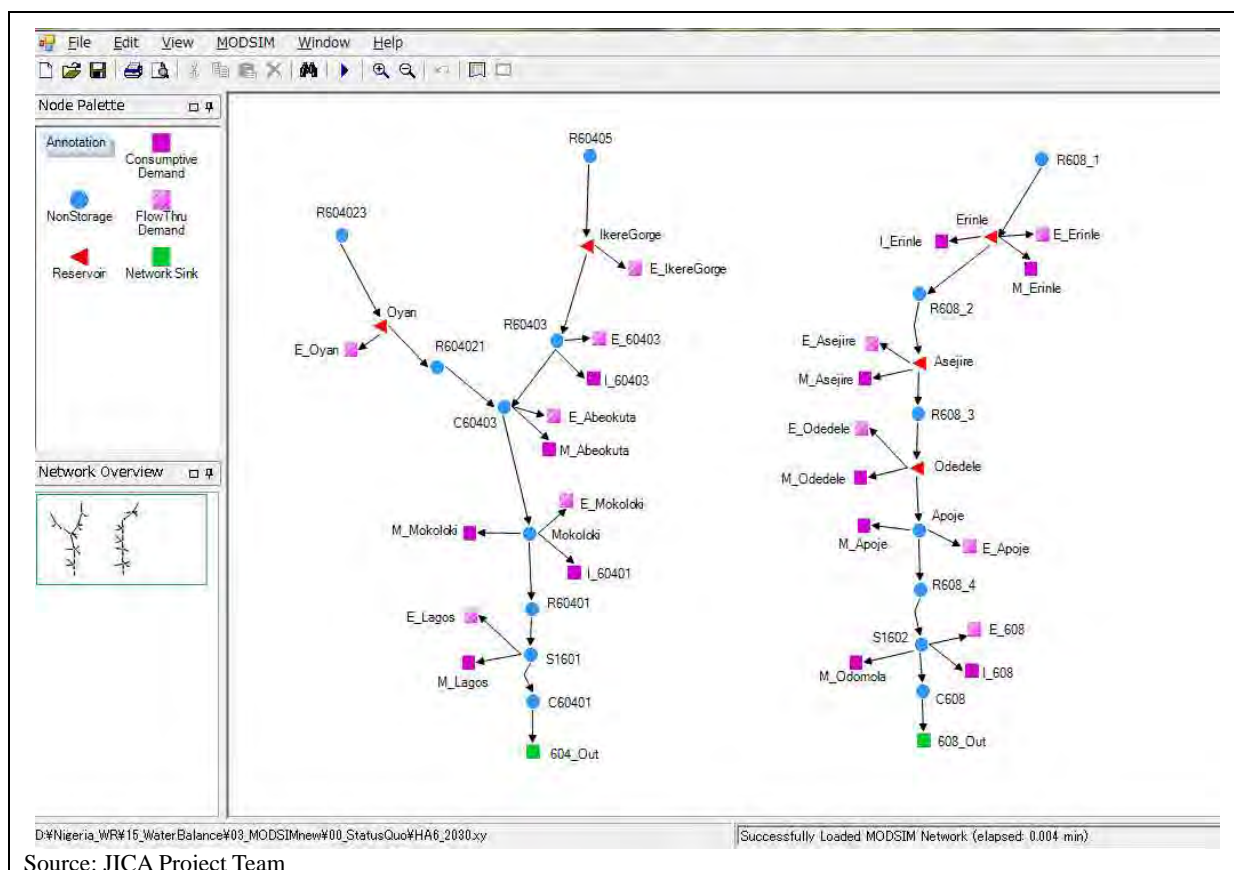 File Edit View MODSIM Window Help
Node Palette
Annotation
Consumptive
Demand
NonStorage
FlowThru
Demand
Reservoir
Network Sink
Network Overview
R60405
R604023
IkereGorge
E_IkereGorge
Oyan
E_Oyan
R604021
R60403
E_60403
I_60403
C60403
E_Abeokuta
M_Abeokuta
E_Mokoloki
M_Mokoloki
Mokoloki
I_60401
R60401
E_Lagos
S1601
M_Lagos
C60401
604_Out
R608_1
Erinle
I_Erinle
E_Erinle
M_Erinle
R608_2
E_Asejire
Asejire
M_Asejire
R608_3
E_Odedele
Odedele
M_Odedele
Apoje
M_Apoje
E_Apoje
R608_4
S1602
E_608
M_Odomola
I_608
C608
608_Out
D:¥Nigeria_WR¥15_WaterBalance¥03_MODSIMnew¥00_StatusQuo¥HA6_2030.xy
Successfully Loaded MODSIM Network (elapsed: 0.004 min)
Source: JICA Project Team